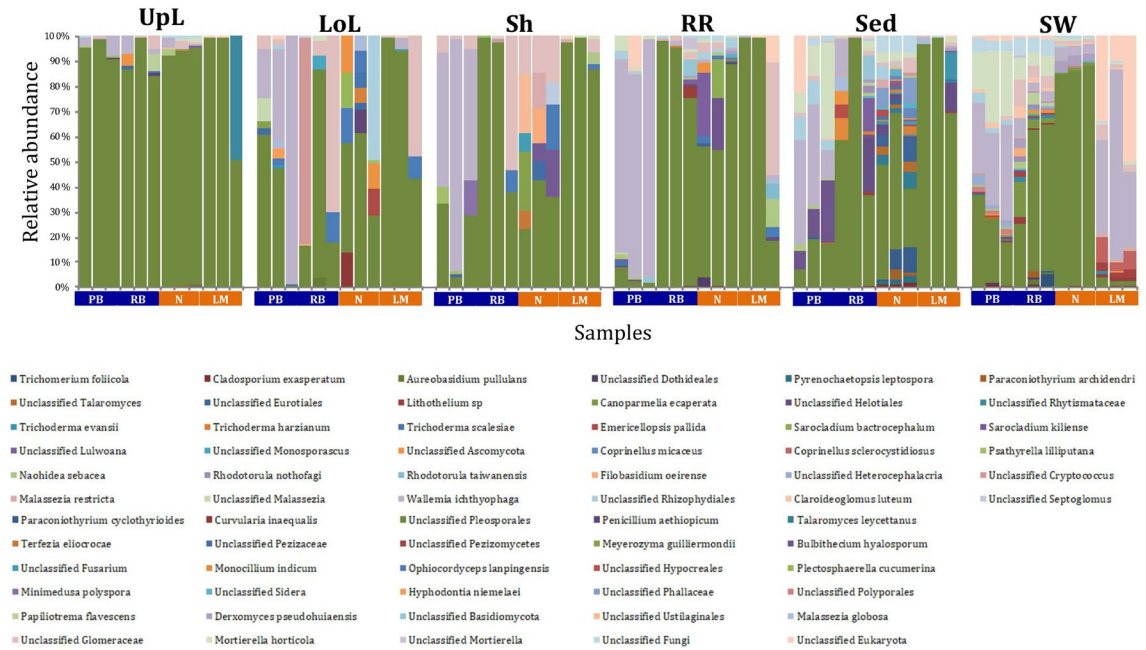 UpL LoL Sh RR Sed SW
Relative abundance
100%
90%
80%
70%
60%
50%
40%
30%
20%
10%
0%
PB RB N LM PB RB N LM PB RB N LM PB RB N LM PB RB N LM PB RB N LM
Samples
Trichomerium foliicola Cladosporium exasperatum Aureobasidium pullulans Unclassified Dothideales Pyrenochaetopsis leptospora Paraconiothyrium archidendri
Unclassified Talaromyces Unclassified Eurotiales Lithothelium sp Canoparmelia ecaperata Unclassified Helotiales Unclassified Rhytismataceae
Trichoderma evansii Trichoderma harzianum Trichoderma scalesiae Emericellopsis pallida Sarocladium bactrocephalum Sarocladium kiliense
Unclassified Lulwoana Unclassified Monosporascus Unclassified Ascomycota Coprinellus micaceus Coprinellus sclerocystidiosus Psathyrella lilliputana
Naohidea sebacea Rhodotorula nothofagi Rhodotorula taiwanensis Filobasidium oeirense Unclassified Heterocephalacria Unclassified Cryptococcus
Malassezia restricta Unclassified Malassezia Wallemia ichthyophaga Unclassified Rhizophydiales Claroideoglomus luteum Unclassified Septoglomus
Paraconiothyrium cyclothyrioides Curvularia inaequalis Unclassified Pleosporales Penicillium aethiopicum Talaromyces leycettanus
Terfezia eliocrocae Unclassified Pezizaceae Unclassified Pezizomycetes Meyerozyma guilliermondii Bulbithecium hyalosporum
Unclassified Fusarium Monocillium indicum Ophiocordyceps lanpingensis Unclassified Hypocreales Plectosphaerella cucumerina
Minimedusa polyspora Unclassified Sidera Hyphodontia niemelaei Unclassified Phallaceae Unclassified Polyporales
Papiliotrema flavescens Derxomyces pseudohuiaensis Unclassified Basidiomycota Unclassified Ustilaginales Malassezia globosa
Unclassified Glomeraceae Mortierella horticola Unclassified Mortierella Unclassified Fungi Unclassified Eukaryota